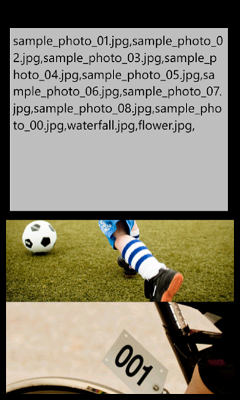 sample_photo_01.jpg,sample_photo_0
2.jpg,sample_photo_03.jpg,sample_p
hoto_04.jpg,sample_photo_05.jpg,sa
mple_photo_06.jpg,sample_photo_07.
jpg,sample_photo_08.jpg,sample_pho
to_00.jpg,waterfall.jpg,flower.jpg,
001